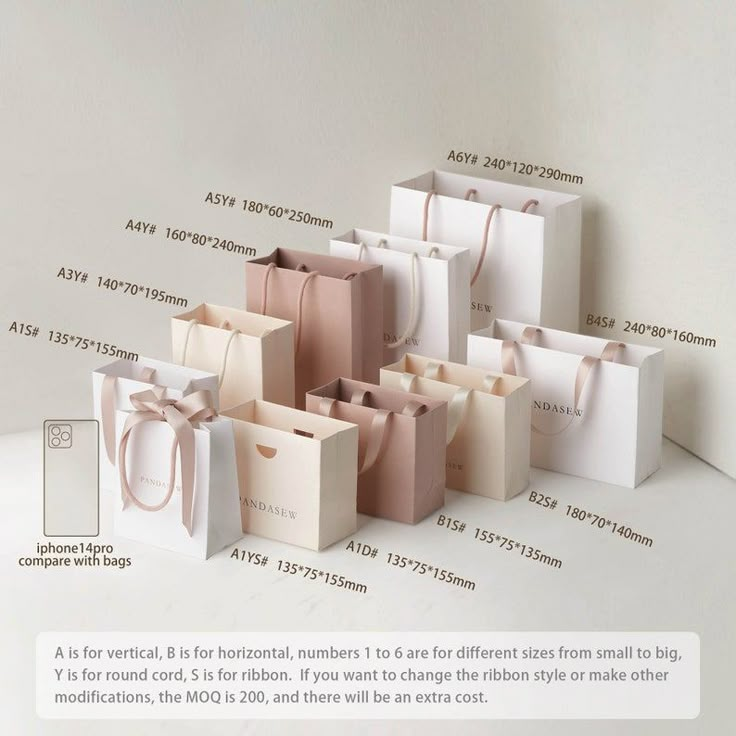 A6Y# 240*120*290mm
A5Y# 180*60*250mm
A4Y# 160*80*240mm
A3Y# 140*70*195mm
A1S# 135*75*155mm
B4S# 240*80*160mm
SEW
DASEW
NDASEW
PANDASEW
PANDASEW
SEW
B2S# 180*70*140mm
B1S# 155*75*135mm
A1D# 135*75*155mm
A1YS# 135*75*155mm
iphone14pro
compare with bags
A is for vertical, B is for horizontal, numbers 1 to 6 are for different sizes from small to big,
Y is for round cord, S is for ribbon. If you want to change the ribbon style or make other
modifications, the MOQ is 200, and there will be an extra cost.